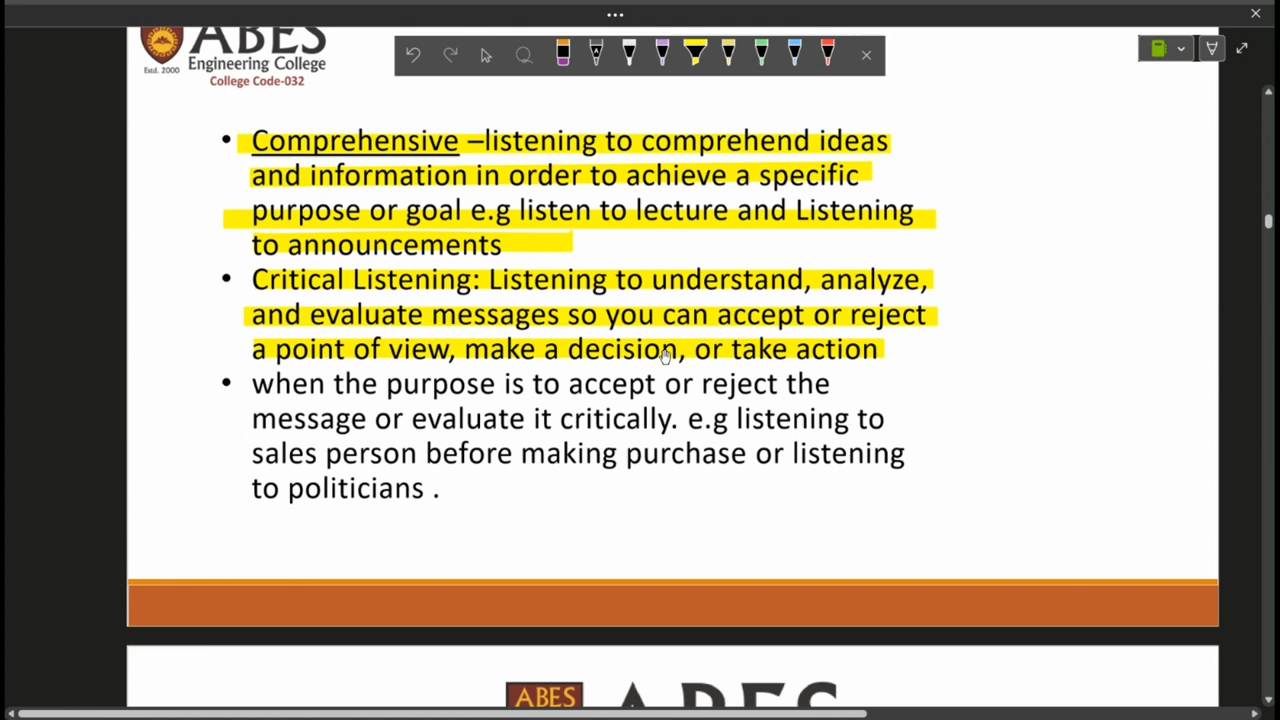 ABES
Estd. 2000
Engineering College
College Code-032
• Comprehensive –listening to comprehend ideas
and information in order to achieve a specific
purpose or goal e.g listen to lecture and Listening
to announcements
• Critical Listening: Listening to understand, analyze,
and evaluate messages so you can accept or reject
a point of view, make a decision, or take action
• when the purpose is to accept or reject the
message or evaluate it critically. e.g listening to
sales person before making purchase or listening
to politicians .
ABES
ABES